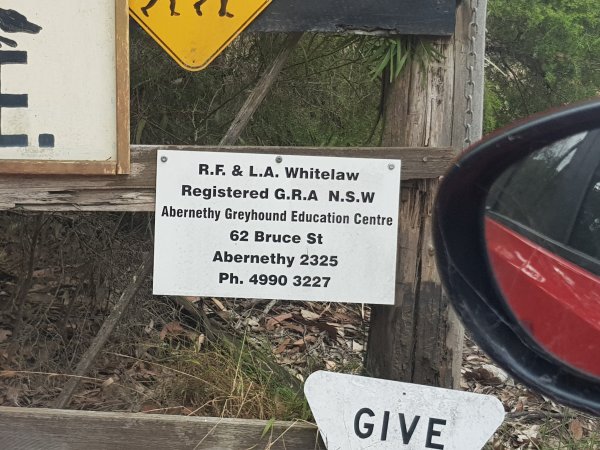 E.
R.F. & L.A. Whitelaw
Registered G.R.A N.S.W
Abernethy Greyhound Education Centre
62 Bruce St
Abernethy 2325
Ph. 4990 3227
GIVE